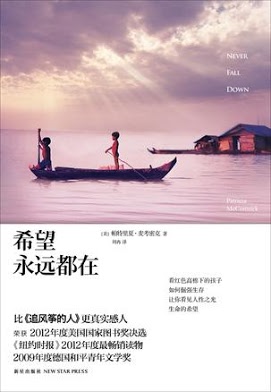 NEVER
FALL
DOWN
Patricia
McCormick
[美] 帕特里夏·麦考密克 著
希望
永远都在
看红色高棉下的孩子
如何倔强生存
让你看见人性之光
生命的希望
比《追风筝的人》更真实感人
荣获 2012年度美国国家图书奖决选
《纽约时报》2012年度最畅销读物
2009年度德国和平青年文学奖
新星出版社 NEW STAR PRESS